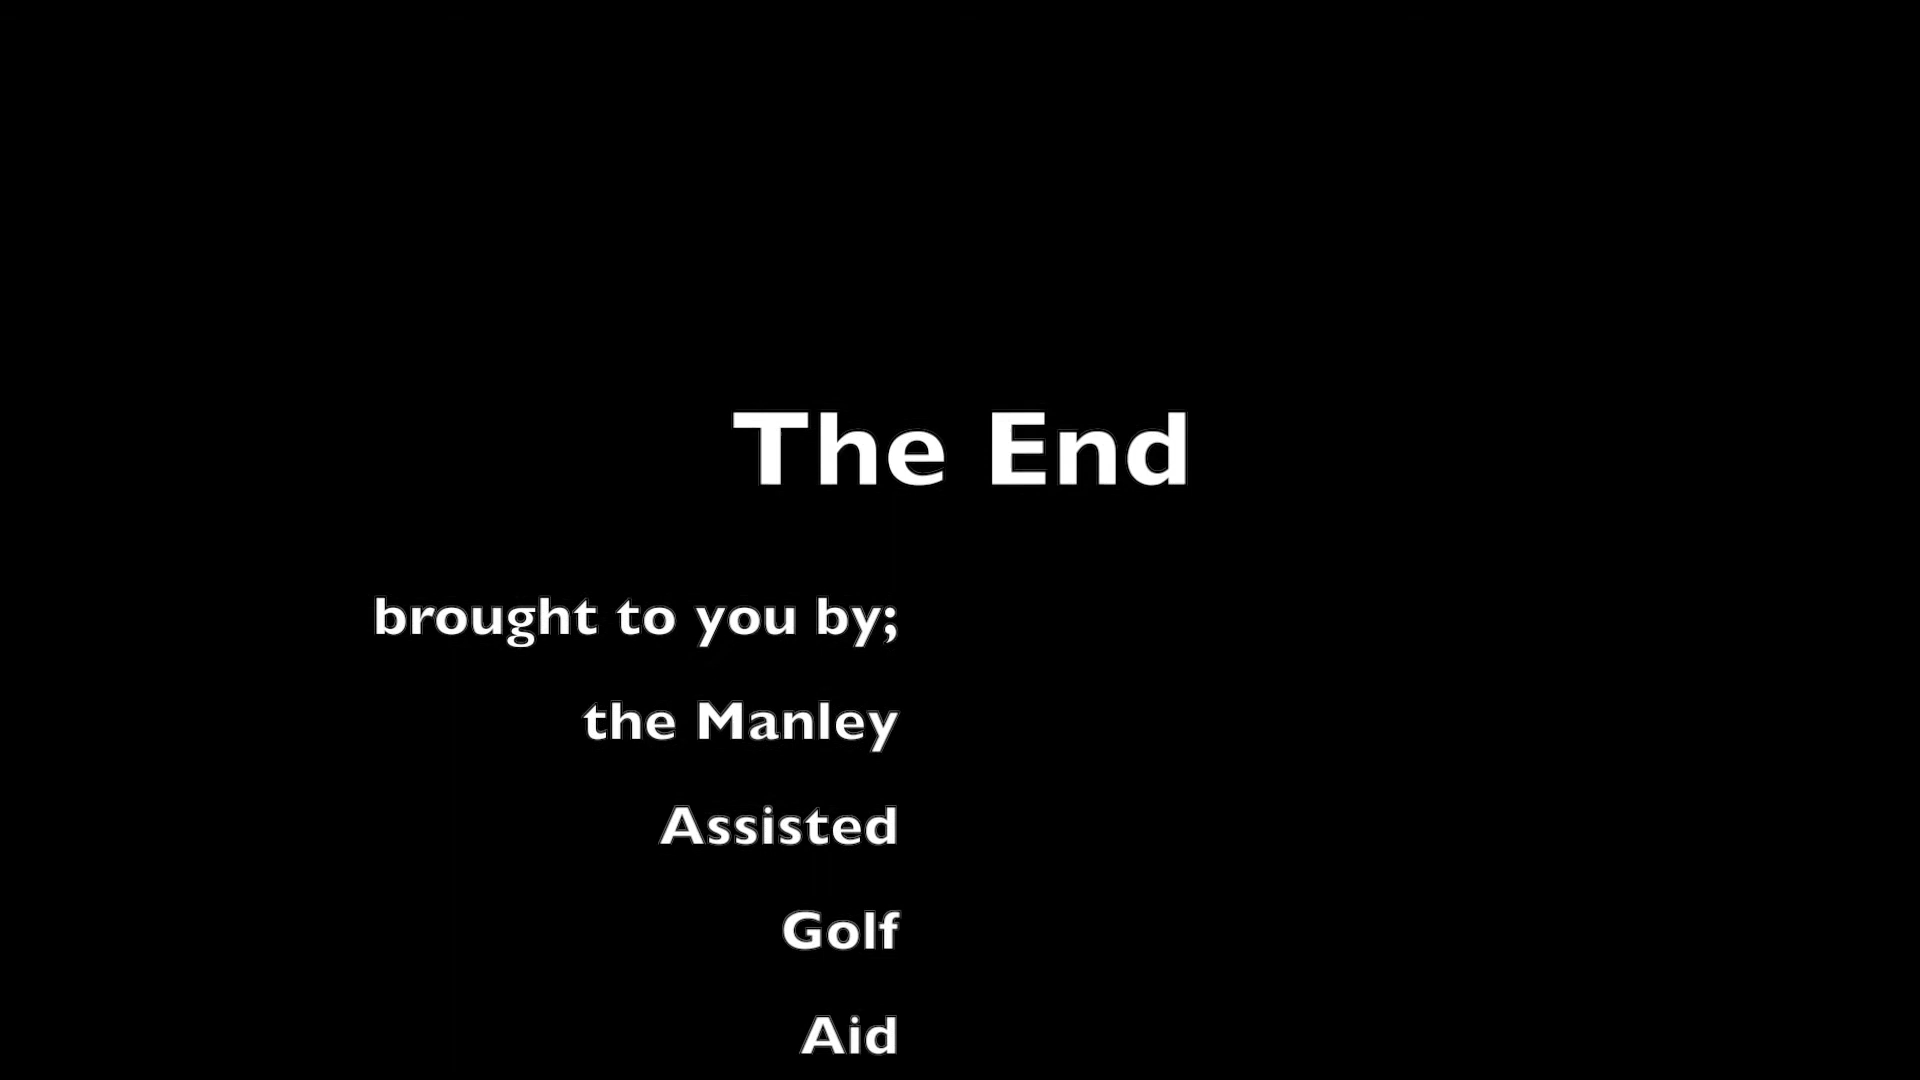 The End
brought to you by;
the Manley
Assisted
Golf
Aid